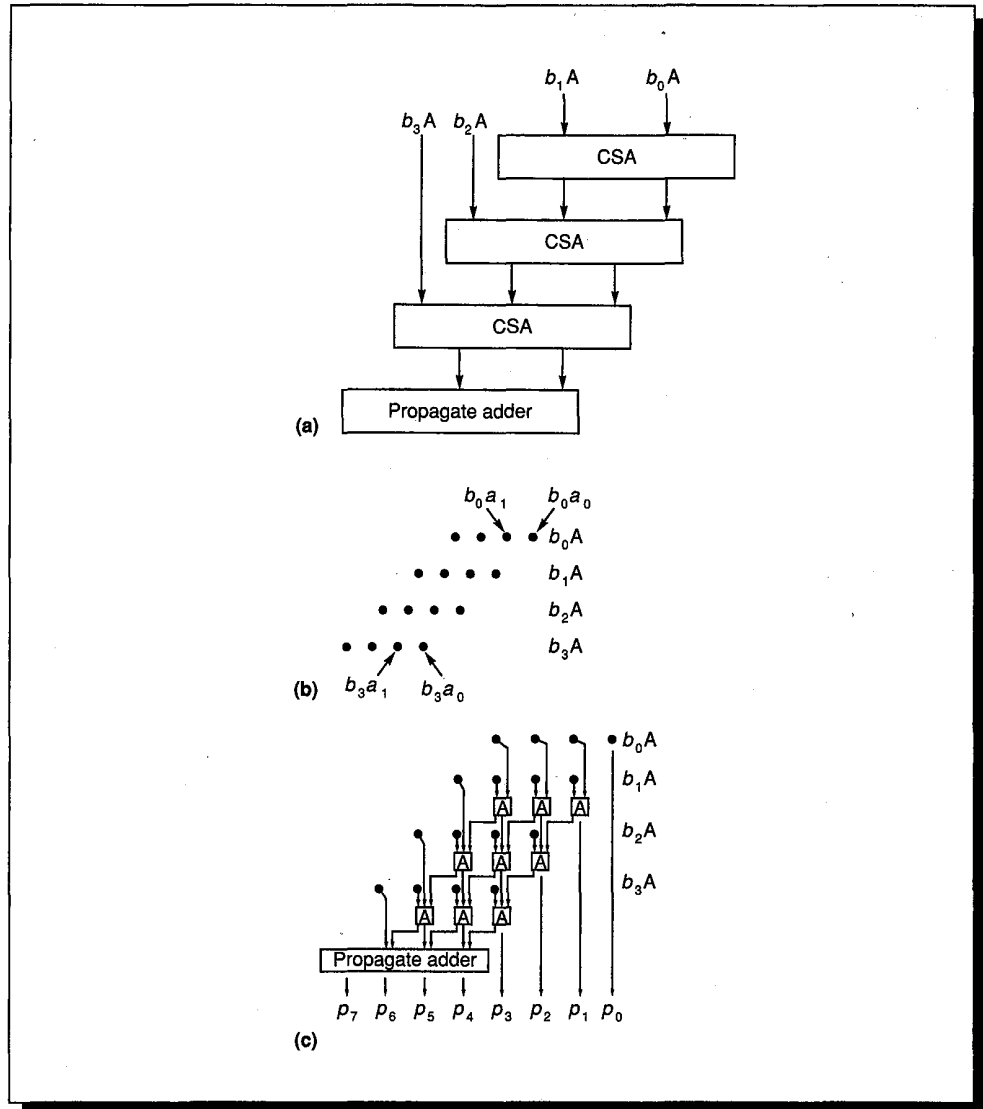 b₁A b₀A
b₃A b₂A
CSA
CSA
CSA
Propagate adder
(a)
b₀a₁ b₀a₀
b₀A
b₁A
b₂A
b₃A
b₃a₁ b₃a₀
(b)
b₀A
b₁A
A A A
b₂A
A A A
b₃A
A A A
Propagate adder
p₇ p₆ p₅ p₄ p₃ p₂ p₁ p₀
(c)